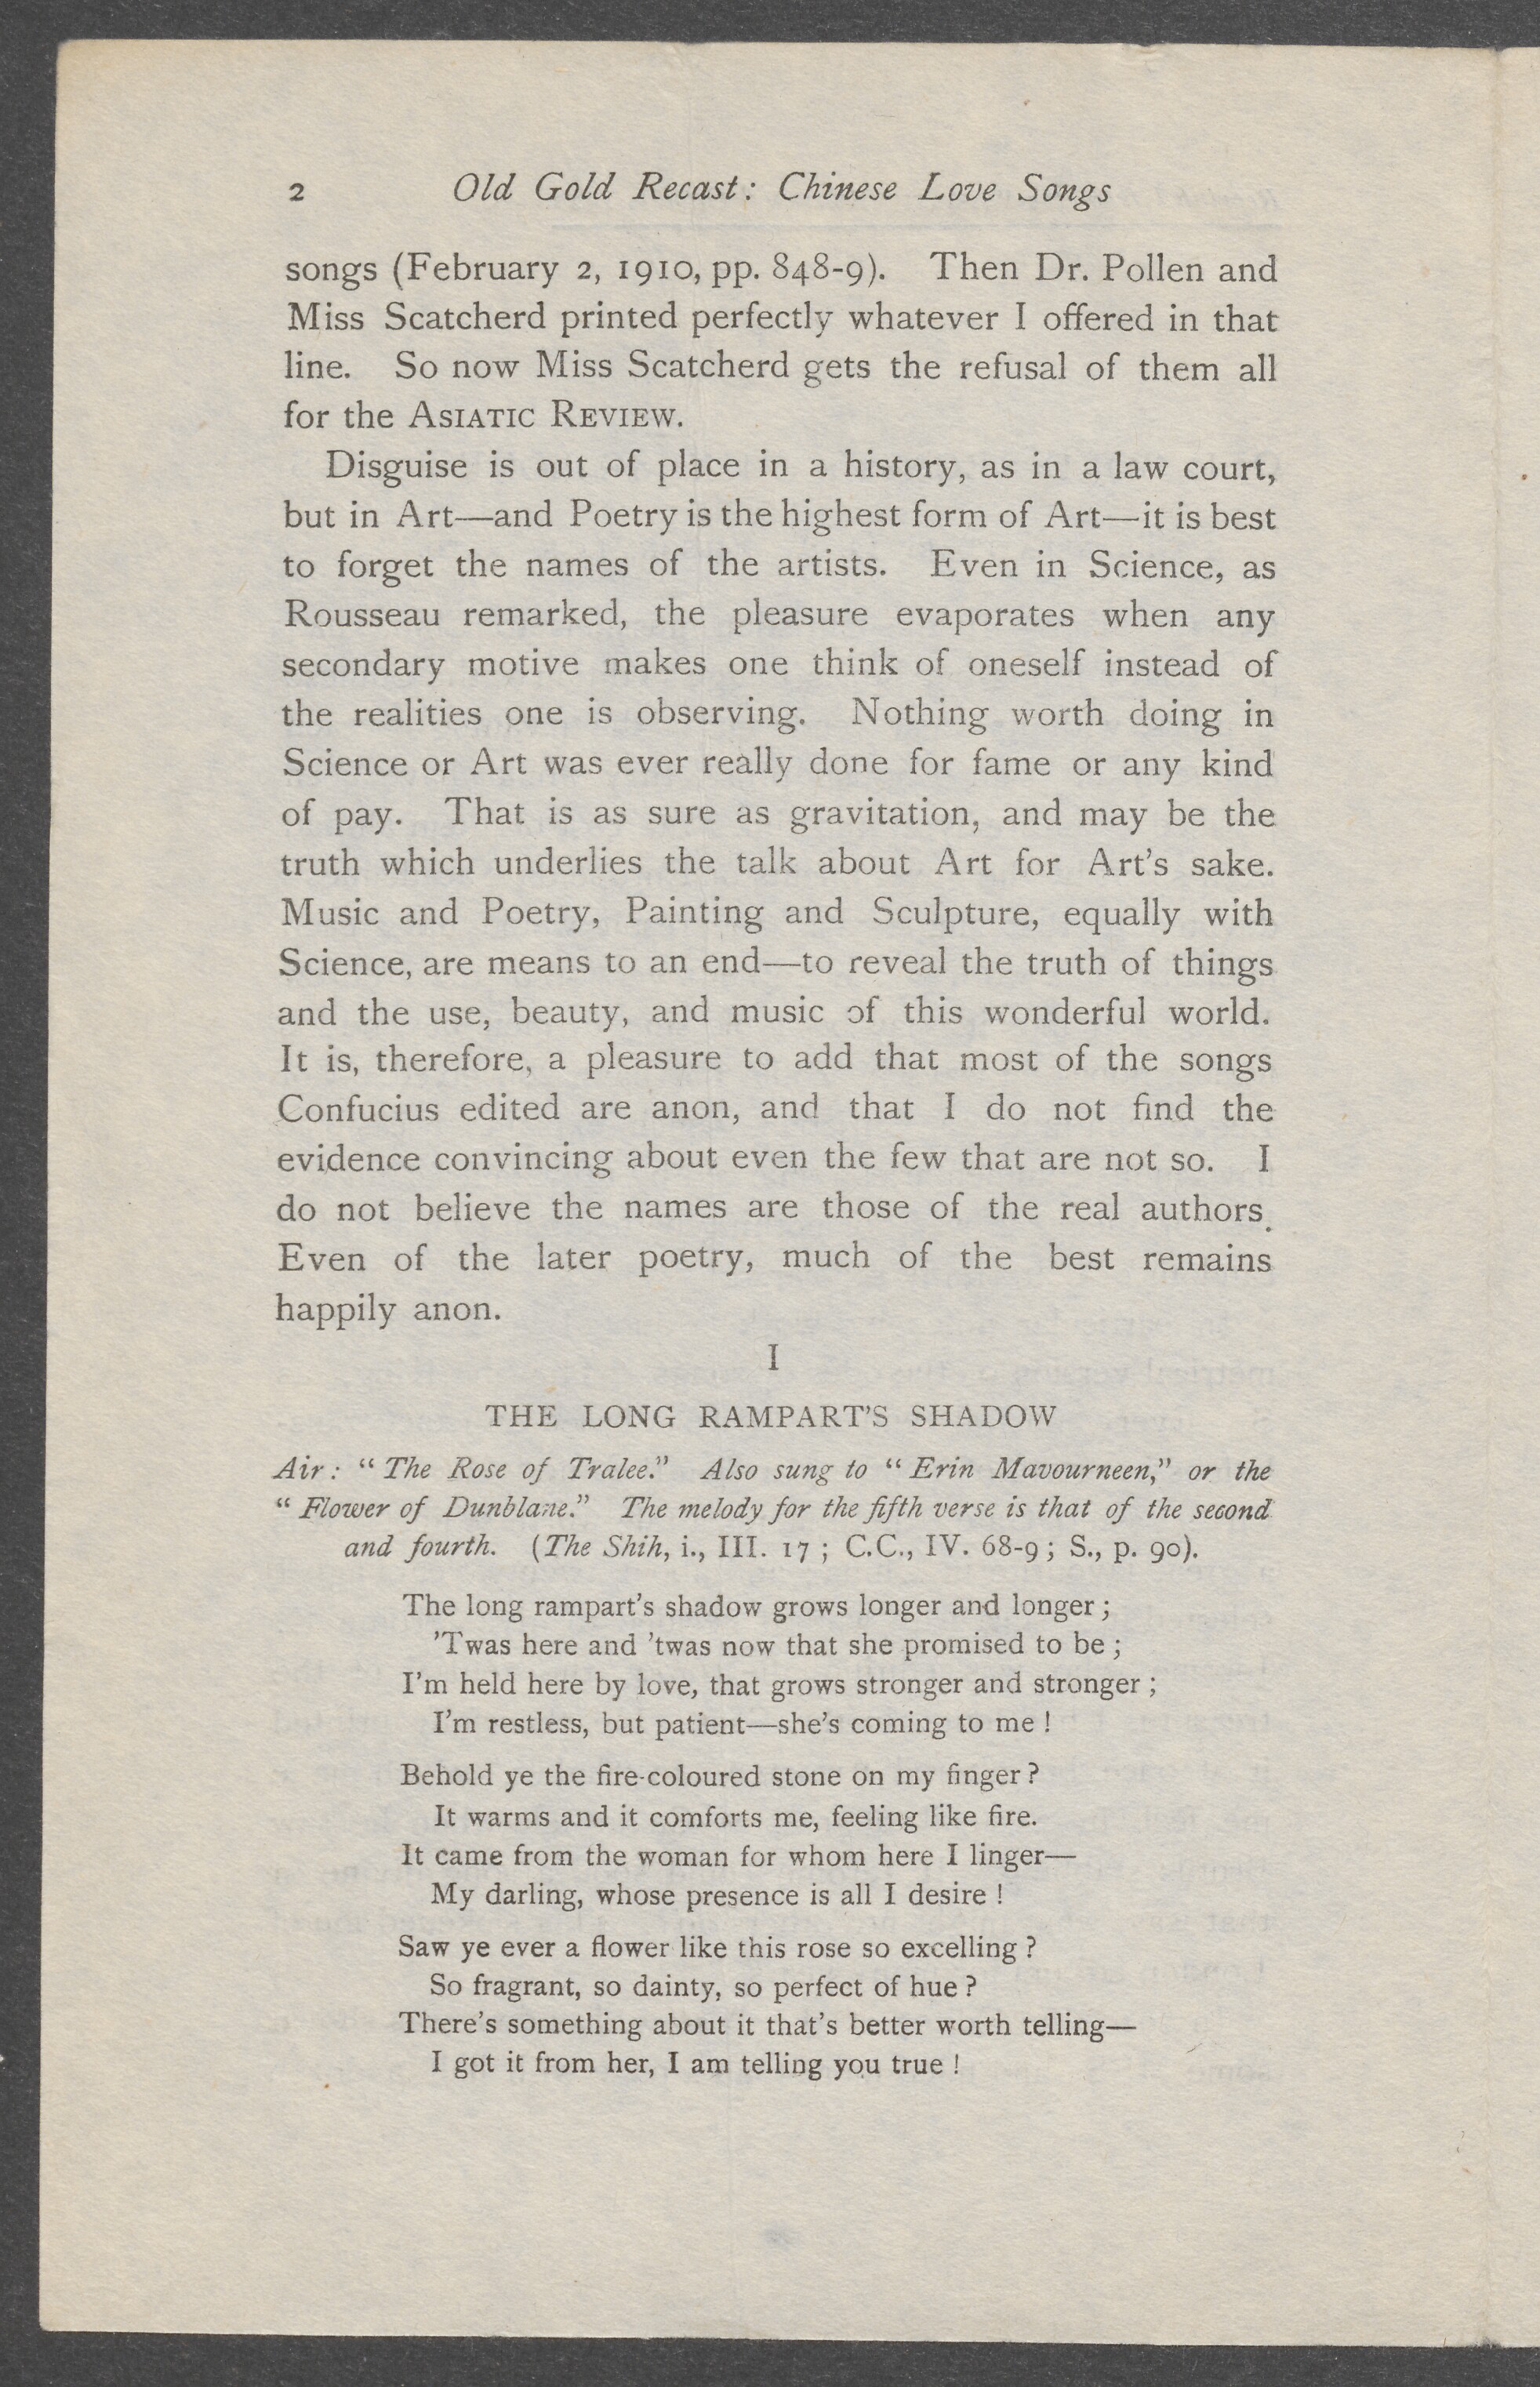 2 Old Gold Recast: Chinese Love Songs
songs (February 2, 1910, pp. 848-9). Then Dr. Pollen and
Miss Scatcherd printed perfectly whatever I offered in that
line. So now Miss Scatcherd gets the refusal of them all
for the ASIATIC REVIEW.
Disguise is out of place in a history, as in a law court,
but in Art—and Poetry is the highest form of Art—it is best
to forget the names of the artists. Even in Science, as
Rousseau remarked, the pleasure evaporates when any
secondary motive makes one think of oneself instead of
the realities one is observing. Nothing worth doing in
Science or Art was ever really done for fame or any kind
of pay. That is as sure as gravitation, and may be the
truth which underlies the talk about Art for Art's sake.
Music and Poetry, Painting and Sculpture, equally with
Science, are means to an end—to reveal the truth of things
and the use, beauty, and music of this wonderful world.
It is, therefore, a pleasure to add that most of the songs
Confucius edited are anon, and that I do not find the
evidence convincing about even the few that are not so. I
do not believe the names are those of the real authors.
Even of the later poetry, much of the best remains
happily anon.
I
THE LONG RAMPART'S SHADOW
Air: "The Rose of Tralee." Also sung to "Erin Mavourneen," or the
"Flower of Dunblane." The melody for the fifth verse is that of the second
and fourth. (The Shih, i., III. 17; C.C., IV. 68-9; S., p. 90).
The long rampart's shadow grows longer and longer;
'Twas here and 'twas now that she promised to be;
I'm held here by love, that grows stronger and stronger;
I'm restless, but patient—she's coming to me!
Behold ye the fire-coloured stone on my finger?
It warms and it comforts me, feeling like fire.
It came from the woman for whom here I linger—
My darling, whose presence is all I desire!
Saw ye ever a flower like this rose so excelling?
So fragrant, so dainty, so perfect of hue?
There's something about it that's better worth telling—
I got it from her, I am telling you true!